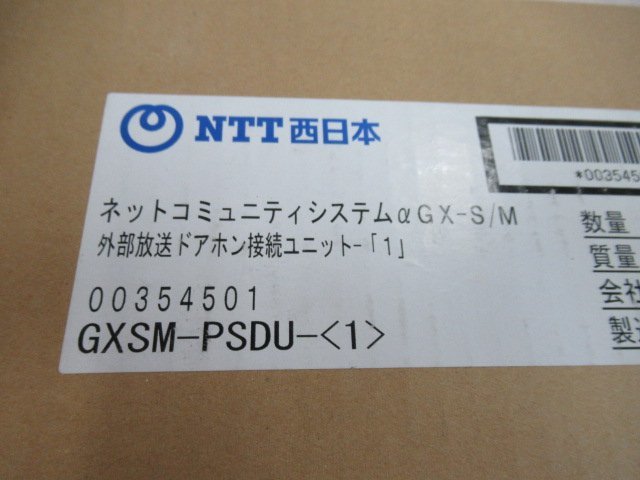 NTT西日本
*003545
ネットコミュニティシステムαGX-S/M
外部放送ドアホン接続ユニット-「1」
00354501
GXSM-PSDU-<1>
数量
質量
会社
製造